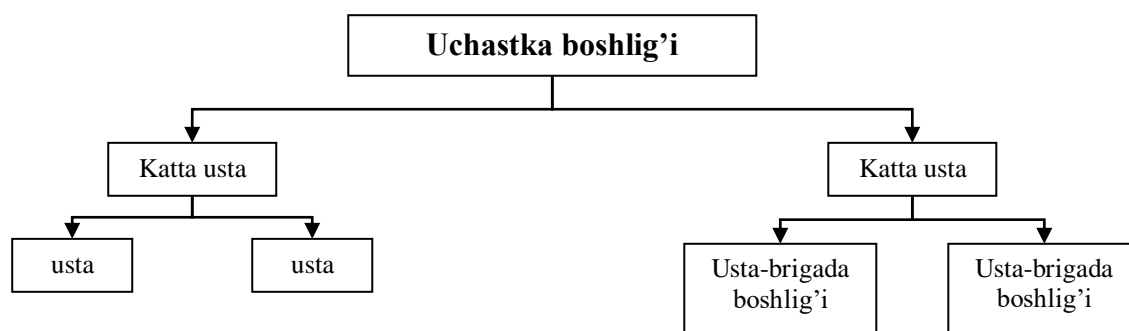 Uchastka boshlig’i
Katta usta
Katta usta
usta
usta
Usta-brigada
boshlig’i
Usta-brigada
boshlig’i